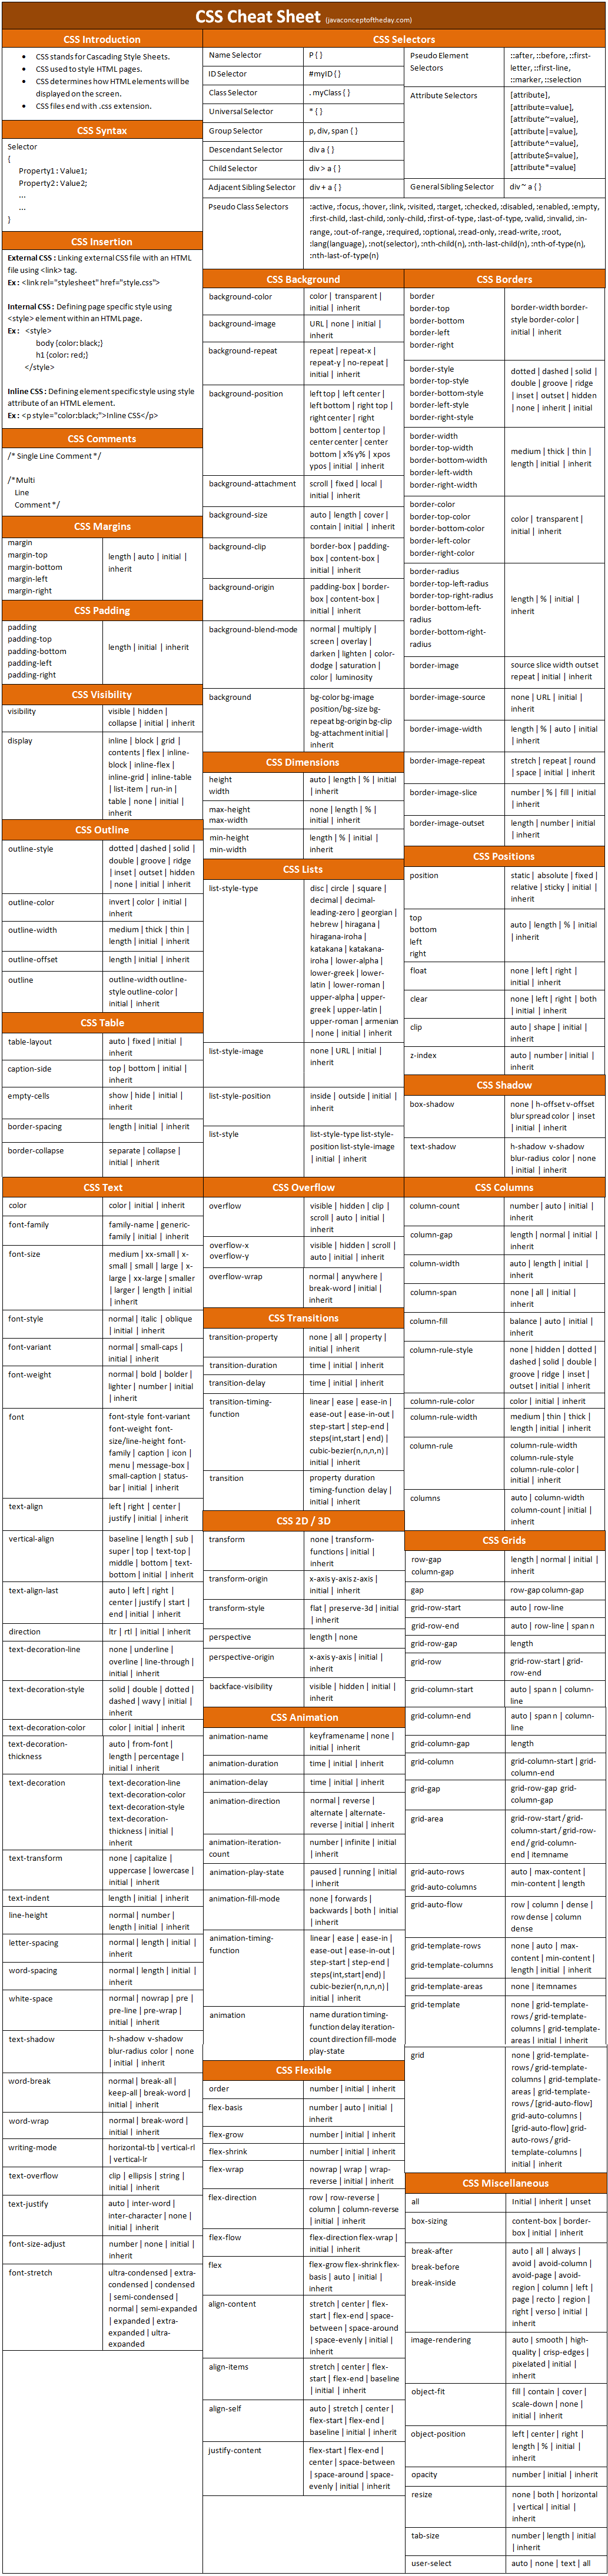 CSS Cheat Sheet (javaconceptoftheday.com)
CSS Introduction
• CSS stands for Cascading Style Sheets.
• CSS used to style HTML pages.
• CSS determines how HTML elements will be
displayed on the screen.
• CSS files end with .css extension.
CSS Syntax
Selector
{
Property1 : Value1;
Property2 : Value2;
...
...
}
CSS Insertion
External CSS : Linking external CSS file with an HTML
file using <link> tag.
Ex : <link rel="stylesheet" href="style.css">
Internal CSS : Defining page specific style using
<style> element within an HTML page.
Ex : <style>
body {color: black;}
h1 {color: red;}
</style>
Inline CSS : Defining element specific style using style
attribute of an HTML element.
Ex : <p style="color:black;">Inline CSS</p>
CSS Comments
/* Single Line Comment */
/*Multi
Line
Comment */
CSS Margins
margin
margin-top
margin-bottom
margin-left
margin-right
length | auto | initial |
inherit
CSS Padding
padding
padding-top
padding-bottom
padding-left
padding-right
length | initial | inherit
CSS Visibility
visibility
visible | hidden |
collapse | initial | inherit
display
inline | block | grid |
contents | flex | inline-
block | inline-flex |
inline-grid | inline-table
| list-item | run-in |
table | none | initial |
inherit
CSS Outline
outline-style
dotted | dashed | solid |
double | groove | ridge
| inset | outset | hidden
| none | initial | inherit
outline-color
invert | color | initial |
inherit
outline-width
medium | thick | thin |
length | initial | inherit
outline-offset
length | initial | inherit
outline
outline-width outline-
style outline-color |
initial | inherit
CSS Table
table-layout
auto | fixed | initial |
inherit
caption-side
top | bottom | initial |
inherit
empty-cells
show | hide | initial |
inherit
border-spacing
length | initial | inherit
border-collapse
separate | collapse |
initial | inherit
CSS Selectors
Name Selector
P { }
ID Selector
#myID { }
Class Selector
. myClass { }
Universal Selector
* { }
Group Selector
p, div, span { }
Descendant Selector
div a { }
Child Selector
div > a { }
Adjacent Sibling Selector
div + a { }
Pseudo Element
Selectors
::after, ::before, ::first-
letter, ::first-line,
::marker, ::selection
Attribute Selectors
[attribute],
[attribute=value],
[attribute~=value],
[attribute|=value],
[attribute^=value],
[attribute$=value],
[attribute*=value]
General Sibling Selector
div ~ a { }
Pseudo Class Selectors
:active, :focus, :hover, :link, :visited, :target, :checked, :disabled, :enabled, :empty,
:first-child, :last-child, :only-child, :first-of-type, :last-of-type, :valid, :invalid, :in-
range, :out-of-range, :required, :optional, :read-only, :read-write, :root,
:lang(language), :not(selector), :nth-child(n), :nth-last-child(n), :nth-of-type(n),
:nth-last-of-type(n)
CSS Background
background-color
color | transparent |
initial | inherit
background-image
URL | none | initial |
inherit
background-repeat
repeat | repeat-x |
repeat-y | no-repeat |
initial | inherit
background-position
left top | left center |
left bottom | right top |
right center | right
bottom | center top |
center center | center
bottom | x% y% | xpos
ypos | initial | inherit
background-attachment
scroll | fixed | local |
initial | inherit
background-size
auto | length | cover |
contain | initial | inherit
background-clip
border-box | padding-
box | content-box |
initial | inherit
background-origin
padding-box | border-
box | content-box |
initial | inherit
background-blend-mode
normal | multiply |
screen | overlay |
darken | lighten | color-
dodge | saturation |
color | luminosity
background
bg-color bg-image
position/bg-size bg-
repeat bg-origin bg-clip
bg-attachment initial |
inherit
CSS Dimensions
height
width
auto | length | % | initial
| inherit
max-height
max-width
none | length | % |
initial | inherit
min-height
min-width
length | % | initial |
inherit
CSS Lists
list-style-type
disc | circle | square |
decimal | decimal-
leading-zero | georgian |
hebrew | hiragana |
hiragana-iroha |
katakana | katakana-
iroha | lower-alpha |
lower-greek | lower-
latin | lower-roman |
upper-alpha | upper-
greek | upper-latin |
upper-roman | armenian
| none | initial | inherit
list-style-image
none | URL | initial |
inherit
list-style-position
inside | outside | initial |
inherit
list-style
list-style-type list-style-
position list-style-image
| initial | inherit
CSS Borders
border
border-top
border-bottom
border-left
border-right
border-width border-
style border-color |
initial | inherit
border-style
border-top-style
border-bottom-style
border-left-style
border-right-style
dotted | dashed | solid |
double | groove | ridge
| inset | outset | hidden
| none | inherit | initial
border-width
border-top-width
border-bottom-width
border-left-width
border-right-width
medium | thick | thin |
length | initial | inherit
border-color
border-top-color
border-bottom-color
border-left-color
border-right-color
color | transparent |
initial | inherit
border-radius
border-top-left-radius
border-top-right-radius
border-bottom-left-
radius
border-bottom-right-
radius
length | % | initial |
inherit
border-image
source slice width outset
repeat | initial | inherit
border-image-source
none | URL | initial |
inherit
border-image-width
length | % | auto | initial
| inherit
border-image-repeat
stretch | repeat | round
| space | initial | inherit
border-image-slice
number | % | fill | initial
| inherit
border-image-outset
length | number | initial
| inherit
CSS Positions
position
static | absolute | fixed |
relative | sticky | initial |
inherit
top
bottom
left
right
auto | length | % | initial
| inherit
float
none | left | right |
initial | inherit
clear
none | left | right | both
| initial | inherit
clip
auto | shape | initial |
inherit
z-index
auto | number | initial |
inherit
CSS Shadow
box-shadow
none | h-offset v-offset
blur spread color |
inset | initial | inherit
text-shadow
h-shadow v-shadow
blur-radius color | none
| initial | inherit
CSS Text
color
color | initial | inherit
font-family
family-name | generic-
family | initial | inherit
font-size
medium | xx-small | x-
small | small | large | x-
large | xx-large | smaller
| larger | length | initial
| inherit
font-style
normal | italic | oblique
| initial | inherit
font-variant
normal | small-caps |
initial | inherit
font-weight
normal | bold | bolder |
lighter | number | initial
| inherit
font
font-style font-variant
font-weight font-
size/line-height font-
family | caption | icon |
menu | message-box |
small-caption | status-
bar | initial | inherit
text-align
left | right | center |
justify | initial | inherit
vertical-align
baseline | length | sub |
super | top | text-top |
middle | bottom | text-
bottom | initial | inherit
text-align-last
auto | left | right |
center | justify | start |
end | initial | inherit
direction
ltr | rtl | initial | inherit
text-decoration-line
none | underline |
overline | line-through |
initial | inherit
text-decoration-style
solid | double | dotted |
dashed | wavy | initial |
inherit
text-decoration-color
color | initial | inherit
text-decoration-
thickness
auto | from-font |
length | percentage |
initial | inherit
text-decoration
text-decoration-line
text-decoration-color
text-decoration-style
text-decoration-
thickness | initial |
inherit
text-transform
none | capitalize |
uppercase | lowercase |
initial | inherit
text-indent
length | initial | inherit
line-height
normal | number |
length | initial | inherit
letter-spacing
normal | length | initial |
inherit
word-spacing
normal | length | initial |
inherit
white-space
normal | nowrap | pre |
pre-line | pre-wrap |
initial | inherit
text-shadow
h-shadow v-shadow
blur-radius color | none
| initial | inherit
word-break
normal | break-all |
keep-all | break-word |
initial | inherit
word-wrap
normal | break-word |
initial | inherit
writing-mode
horizontal-tb | vertical-rl
| vertical-lr
text-overflow
clip | ellipsis | string |
initial | inherit
text-justify
auto | inter-word |
inter-character | none |
initial | inherit
font-size-adjust
number | none | initial |
inherit
font-stretch
ultra-condensed | extra-
condensed | condensed
| semi-condensed |
normal | semi-expanded
| expanded | extra-
expanded | ultra-
expanded
CSS Overflow
overflow
visible | hidden | clip |
scroll | auto | initial |
inherit
overflow-x
overflow-y
visible | hidden | scroll |
auto | initial | inherit
overflow-wrap
normal | anywhere |
break-word | initial |
inherit
CSS Transitions
transition-property
none | all | property |
initial | inherit
transition-duration
time | initial | inherit
transition-delay
time | initial | inherit
transition-timing-
function
linear | ease | ease-in |
ease-out | ease-in-out |
step-start | step-end |
steps(int,start | end) |
cubic-bezier(n,n,n,n)
| initial | inherit
transition
property duration
timing-function delay |
initial | inherit
CSS 2D / 3D
transform
none | transform-
functions | initial |
inherit
transform-origin
x-axis y-axis z-axis |
initial | inherit
transform-style
flat | preserve-3d | initial
| inherit
perspective
length | none
perspective-origin
x-axis y-axis | initial |
inherit
backface-visibility
visible | hidden | initial |
inherit
CSS Animation
animation-name
keyframename | none |
initial | inherit
animation-duration
time | initial | inherit
animation-delay
time | initial | inherit
animation-direction
normal | reverse |
alternate | alternate-
reverse | initial | inherit
animation-iteration-
count
number | infinite | initial
| inherit
animation-play-state
paused | running | initial
| inherit
animation-fill-mode
none | forwards |
backwards | both | initial
| inherit
animation-timing-
function
linear | ease | ease-in |
ease-out | ease-in-out |
step-start | step-end |
steps(int,start|end) |
cubic-bezier(n,n,n,n) |
initial | inherit
animation
name duration timing-
function delay iteration-
count direction fill-mode
play-state
CSS Flexible
order
number | initial | inherit
flex-basis
number | auto | initial |
inherit
flex-grow
number | initial | inherit
flex-shrink
number | initial | inherit
flex-wrap
nowrap | wrap | wrap-
reverse | initial | inherit
flex-direction
row | row-reverse |
column | column-reverse
| initial | inherit
flex-flow
flex-direction flex-wrap |
initial | inherit
flex
flex-grow flex-shrink flex-
basis | auto | initial |
inherit
align-content
stretch | center | flex-
start | flex-end | space-
between | space-around
| space-evenly | initial |
inherit
align-items
stretch | center | flex-
start | flex-end | baseline
| initial | inherit
align-self
auto | stretch | center |
flex-start | flex-end |
baseline | initial | inherit
justify-content
flex-start | flex-end |
center | space-between
| space-around | space-
evenly | initial | inherit
CSS Columns
column-count
number | auto | initial |
inherit
column-gap
length | normal | initial |
inherit
column-width
auto | length | initial |
inherit
column-span
none | all | initial |
inherit
column-fill
balance | auto | initial |
inherit
column-rule-style
none | hidden | dotted |
dashed | solid | double |
groove | ridge | inset |
outset | initial | inherit
column-rule-color
color | initial | inherit
column-rule-width
medium | thin | thick |
length | initial | inherit
column-rule
column-rule-width
column-rule-style
column-rule-color |
initial | inherit
columns
auto | column-width
column-count | initial |
inherit
CSS Grids
row-gap
column-gap
length | normal | initial |
inherit
gap
row-gap column-gap
grid-row-start
auto | row-line
grid-row-end
auto | row-line | span n
grid-row-gap
length
grid-row
grid-row-start | grid-
row-end
grid-column-start
auto | span n | column-
line
grid-column-end
auto | span n | column-
line
grid-column-gap
length
grid-column
grid-column-start | grid-
column-end
grid-gap
grid-row-gap grid-
column-gap
grid-area
grid-row-start / grid-
column-start / grid-row-
end / grid-column-
end | itemname
grid-auto-rows
grid-auto-columns
auto | max-content |
min-content | length
grid-auto-flow
row | column | dense |
row dense | column
dense
grid-template-rows
grid-template-columns
none | auto | max-
content | min-content |
length | initial | inherit
grid-template-areas
none | itemnames
grid-template
none | grid-template-
rows / grid-template-
columns | grid-template-
areas | initial | inherit
grid
none | grid-template-
rows / grid-template-
columns | grid-template-
areas | grid-template-
rows / [grid-auto-flow]
grid-auto-columns |
[grid-auto-flow] grid-
auto-rows / grid-
template-columns |
initial | inherit
CSS Miscellaneous
all
Initial | inherit | unset
box-sizing
content-box | border-
box | initial | inherit
break-after
break-before
break-inside
auto | all | always |
avoid | avoid-column |
avoid-page | avoid-
region | column | left |
page | recto | region |
right | verso | initial |
inherit
image-rendering
auto | smooth | high-
quality | crisp-edges |
pixelated | initial |
inherit
object-fit
fill | contain | cover |
scale-down | none |
initial | inherit
object-position
left | center | right |
length | % | initial |
inherit
opacity
number | initial | inherit
resize
none | both | horizontal
| vertical | initial |
inherit
tab-size
number | length | initial
| inherit
user-select
auto | none | text | all